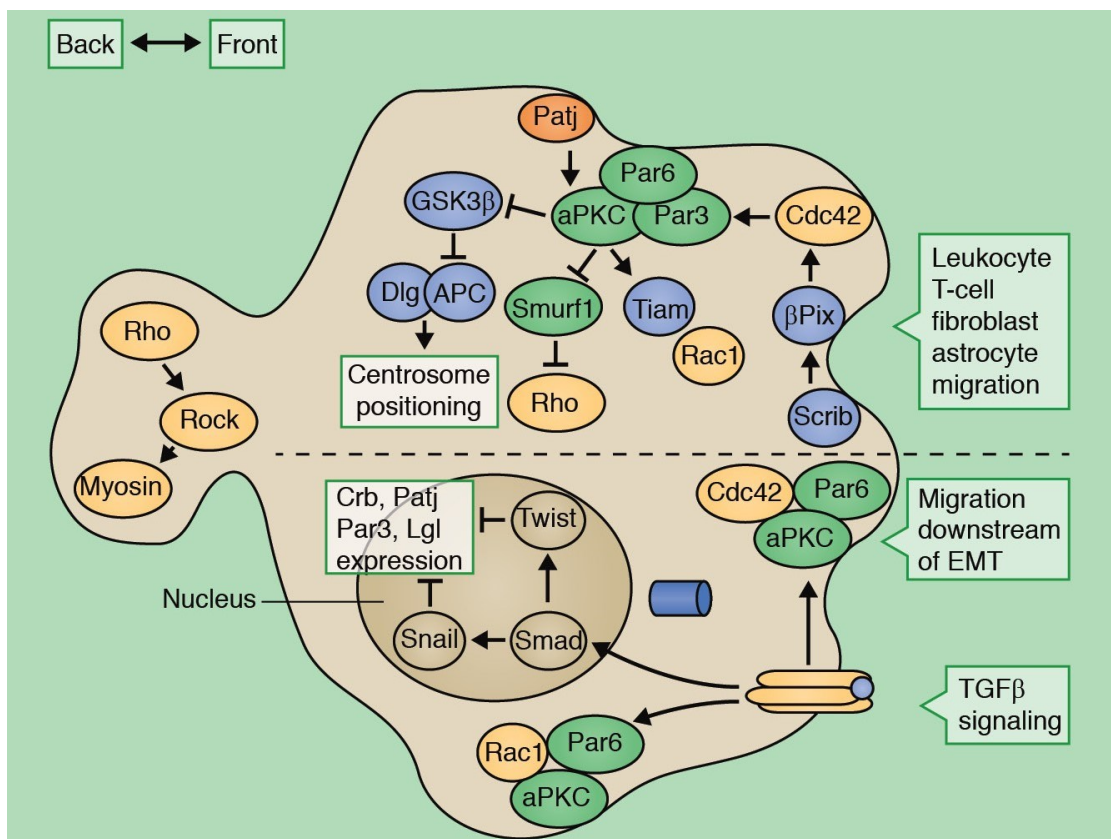 Back
Front
Patj
Par6
GSK3β
aPKC
Par3
Cdc42
Dlg
APC
Smurf1
Tiam
βPix
Rac1
Rho
Centrosome
positioning
Rho
Rock
Scrib
Myosin
Leukocyte
T-cell
fibroblast
astrocyte
migration
Cdc42
Par6
aPKC
Migration
downstream
of EMT
Crb, Patj
Par3, Lgl
expression
Twist
Nucleus
Snail
Smad
TGFβ
signaling
Rac1
Par6
aPKC